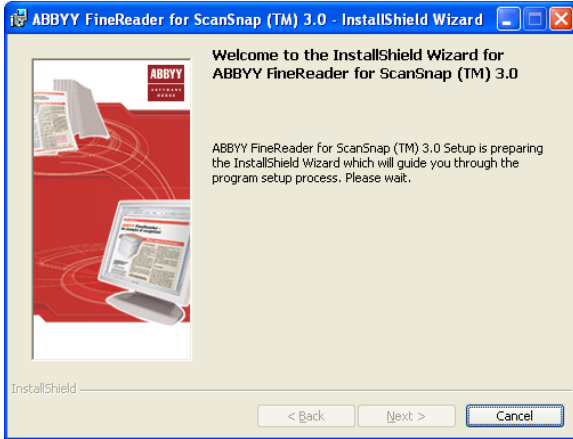 ABBYY FineReader for ScanSnap (TM) 3.0 - InstallShield Wizard
ABBYY
SOFTWARE
HOUSE
Welcome to the InstallShield Wizard for
ABBYY FineReader for ScanSnap (TM) 3.0
ABBYY FineReader for ScanSnap (TM) 3.0 Setup is preparing
the InstallShield Wizard which will guide you through the
program setup process. Please wait.
InstallShield
< Back
Next >
Cancel